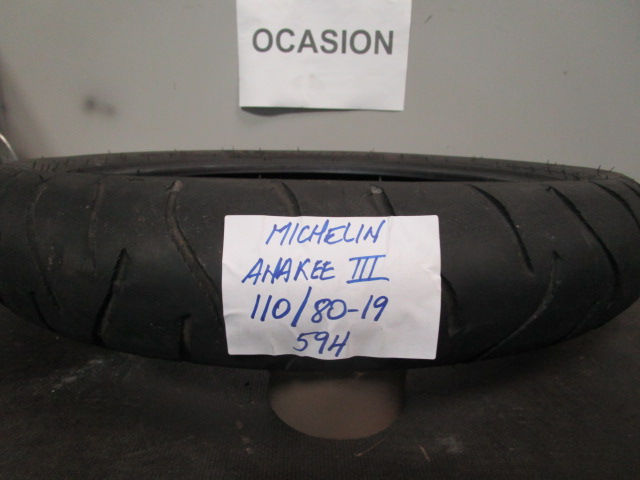 OCASION
MICHELIN
ANAKEE III
110/80-19
59H